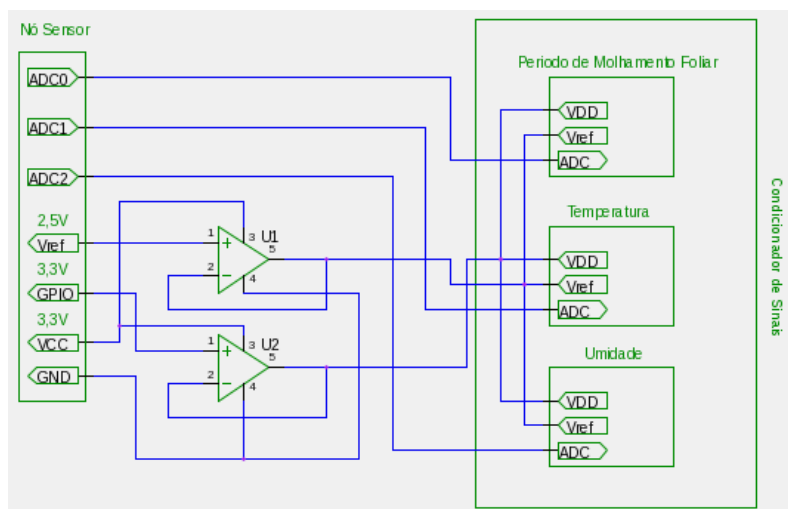 Nó Sensor
ADC0
ADC1
ADC2
2,5V
Vref
3,3V
GPIO
3,3V
VCC
GND
1
+
2
−
3
U1
5
4
1
+
2
−
3
U2
5
4
Periodo de Molhamento Foliar
VDD
Vref
ADC
Temperatura
VDD
Vref
ADC
Umidade
VDD
Vref
ADC
Condicionador de Sinais